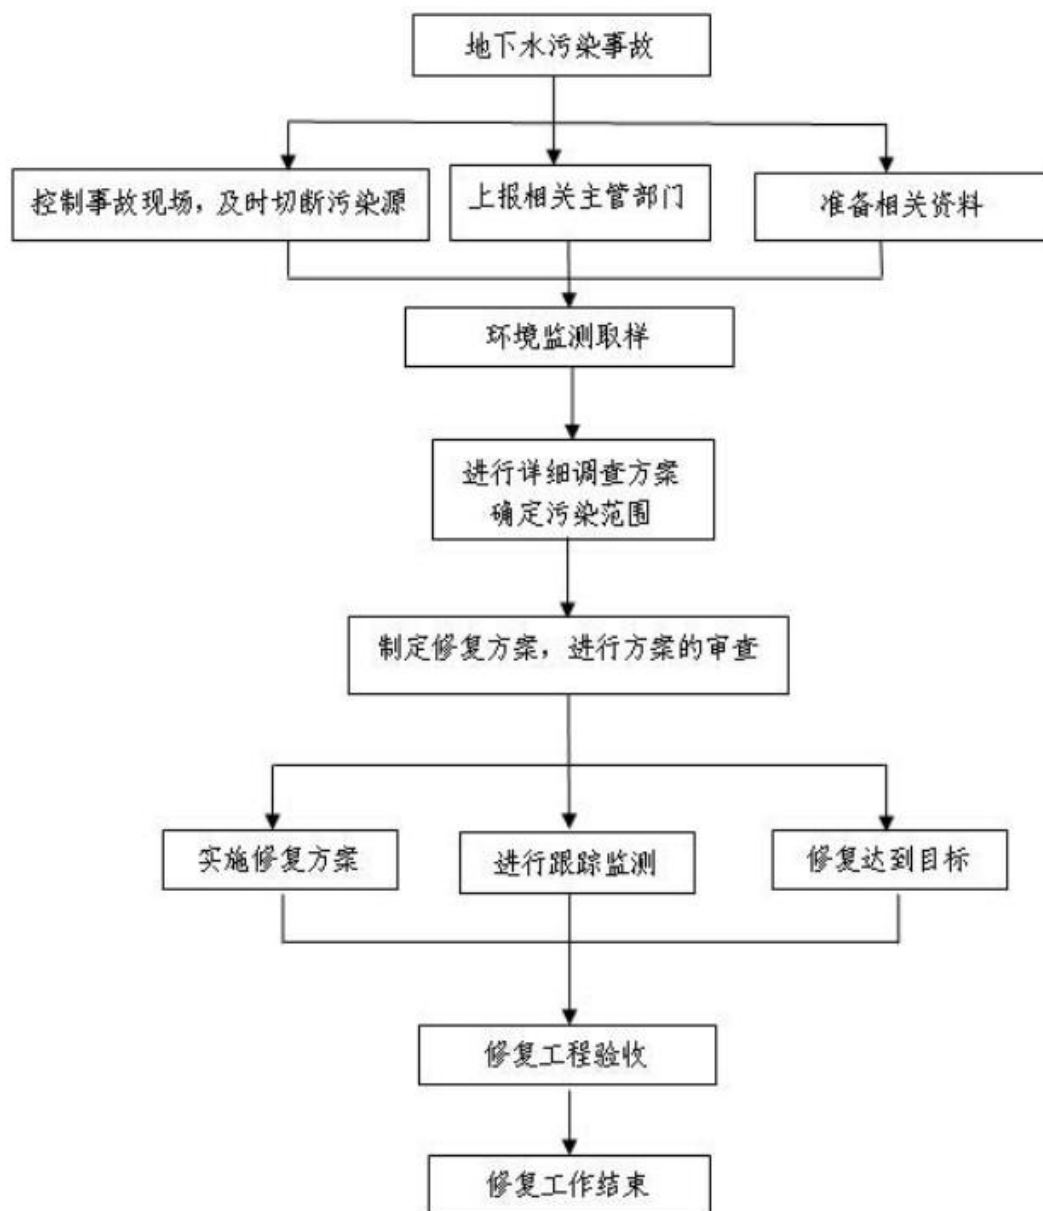 地下水污染事故
控制事故现场，及时切断污染源
上报相关主管部门
准备相关资料
环境监测取样
进行详细调查方案
确定污染范围
制定修复方案，进行方案的审查
实施修复方案
进行跟踪监测
修复达到目标
修复工程验收
修复工作结束